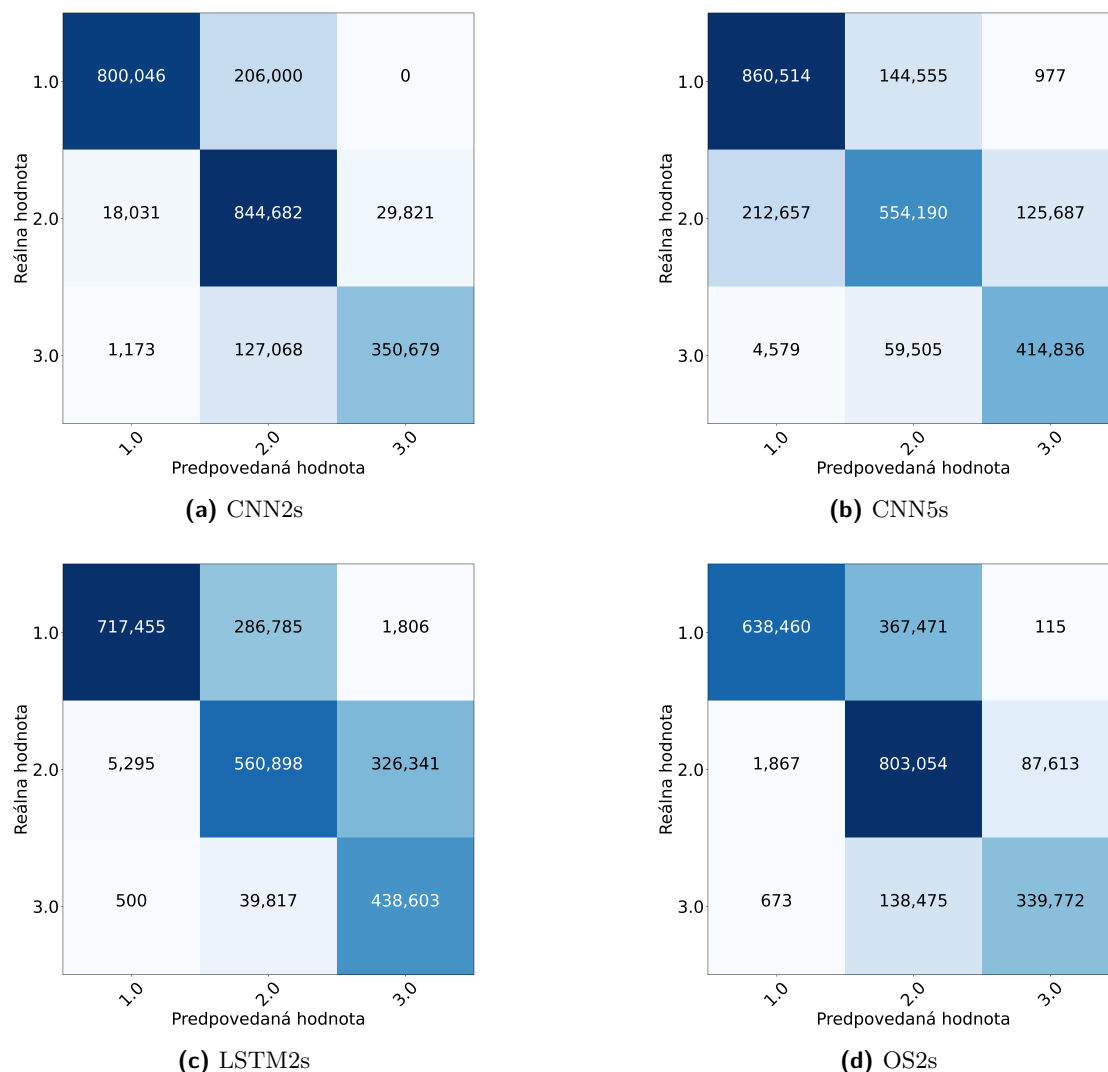 1.0 800,046 206,000 0
2.0 18,031 844,682 29,821
3.0 1,173 127,068 350,679
Reálna hodnota
1.0 2.0 3.0
Predpovedaná hodnota
(a) CNN2s
1.0 860,514 144,555 977
2.0 212,657 554,190 125,687
3.0 4,579 59,505 414,836
Reálna hodnota
1.0 2.0 3.0
Predpovedaná hodnota
(b) CNN5s
1.0 717,455 286,785 1,806
2.0 5,295 560,898 326,341
3.0 500 39,817 438,603
Reálna hodnota
1.0 2.0 3.0
Predpovedaná hodnota
(c) LSTM2s
1.0 638,460 367,471 115
2.0 1,867 803,054 87,613
3.0 673 138,475 339,772
Reálna hodnota
1.0 2.0 3.0
Predpovedaná hodnota
(d) OS2s